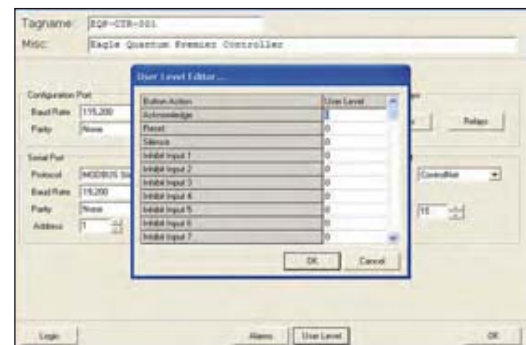 Tagname: EQP-CTR-001
Misc: Eagle Quantum Premier Controller
User Level Editor...
Button Action User Level
Acknowledge
Reset 0
Silence 0
Inhibit Input 1 0
Inhibit Input 2 0
Inhibit Input 3 0
Inhibit Input 4 0
Inhibit Input 5 0
Inhibit Input 6 0
Inhibit Input 7 0
OK Cancel
Configuration Port
Baud Rate 115,200
Parity None
Relays
Serial Port
Protocol MODBUS
Baud Rate 19,200
Parity None
Address 1
ControlNet
Login Alarms User Level OK